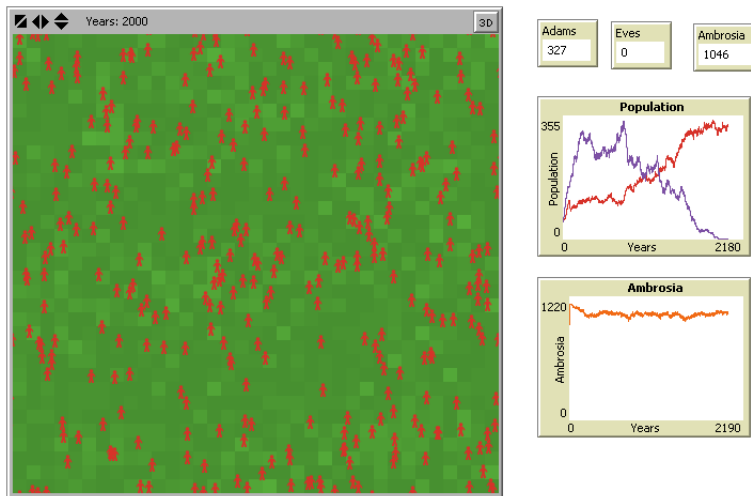 Years: 2000
3D
Adams
327
Eves
0
Ambrosia
1046
Population
355
Population
0
0
Years
2180
Ambrosia
1220
Ambrosia
0
0
Years
2190